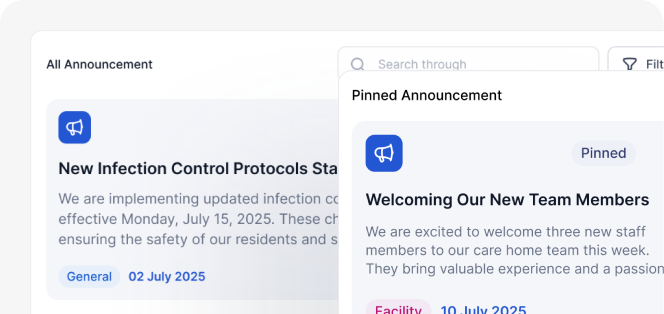 All Announcement
Search through
Filt
New Infection Control Protocols Sta
We are implementing updated infection co
effective Monday, July 15, 2025. These ch
ensuring the safety of our residents and s
General 02 July 2025
Pinned Announcement
Pinned
Welcoming Our New Team Members
We are excited to welcome three new staff
members to our care home team this week.
They bring valuable experience and a passion
Facility 10 July 2025